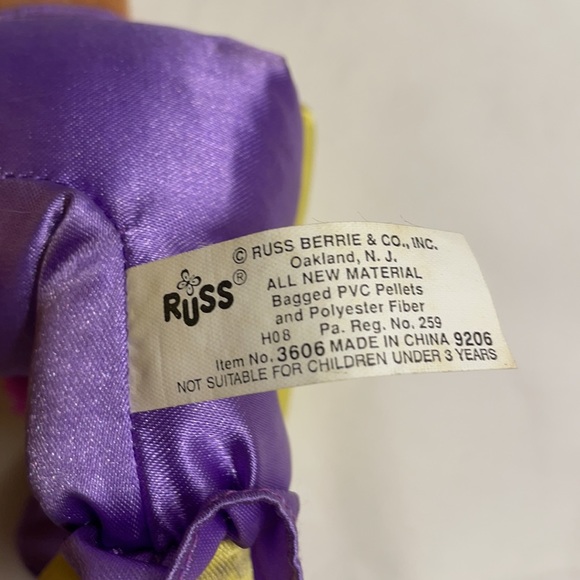 © RUSS BERRIE & CO., INC.
Oakland, N. J.
RUSS®
ALL NEW MATERIAL
Bagged PVC Pellets
and Polyester Fiber
H08 Pa. Reg. No. 259
Item No. 3606 MADE IN CHINA 9206
NOT SUITABLE FOR CHILDREN UNDER 3 YEARS